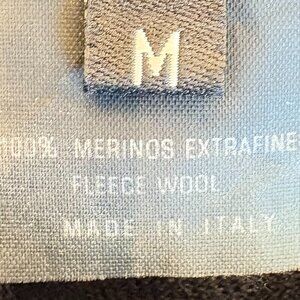 M
100% MERINOS EXTRAFINE
FLEECE WOOL
MADE IN ITALY